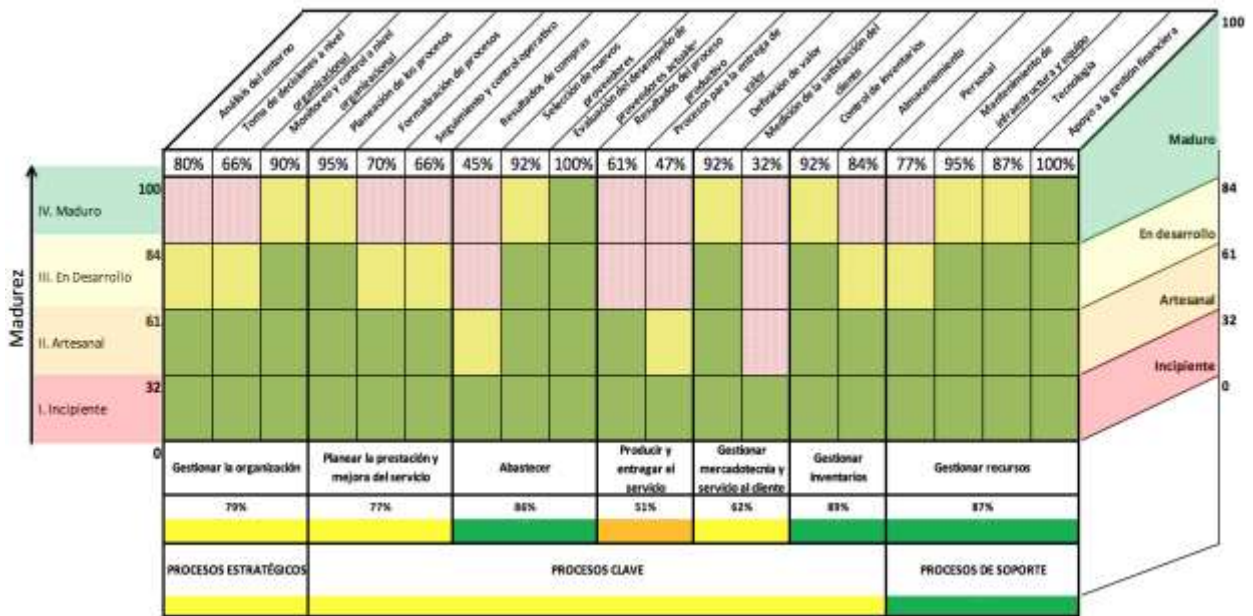 Análisis del entorno
Toma de decisiones a nivel
organizacional
Monitoreo y control a nivel
organizacional
Planeación de los procesos
Formalización de procesos
Seguimiento y control operativo
Resultados de compras
Selección de nuevos
proveedores
Evaluación del desempeño de
proveedores actuales
Resultados del proceso
productivo
Procesos para la entrega de
valor
Definición de valor
Medición de la satisfacción del
cliente
Control de inventarios
Almacenamiento
Personal
Mantenimiento de
infraestructura y equipo
Tecnología
Apoyo a la gestión financiera
80% 66% 90% 95% 70% 66% 45% 92% 100% 61% 47% 92% 32% 92% 84% 77% 95% 87% 100%
Madurez
100
IV. Maduro
84
III. En Desarrollo
61
II. Artesanal
32
I. Incipiente
0
100
Maduro
84
En desarrollo
61
Artesanal
32
Incipiente
0
Gestionar la organización
Planear la prestación y
mejora del servicio
Abastecer
Producir y
entregar el
servicio
Gestionar
mercadotecnia y
servicio al cliente
Gestionar
inventarios
Gestionar recursos
79% 77% 86% 51% 62% 89% 87%
PROCESOS ESTRATÉGICOS
PROCESOS CLAVE
PROCESOS DE SOPORTE